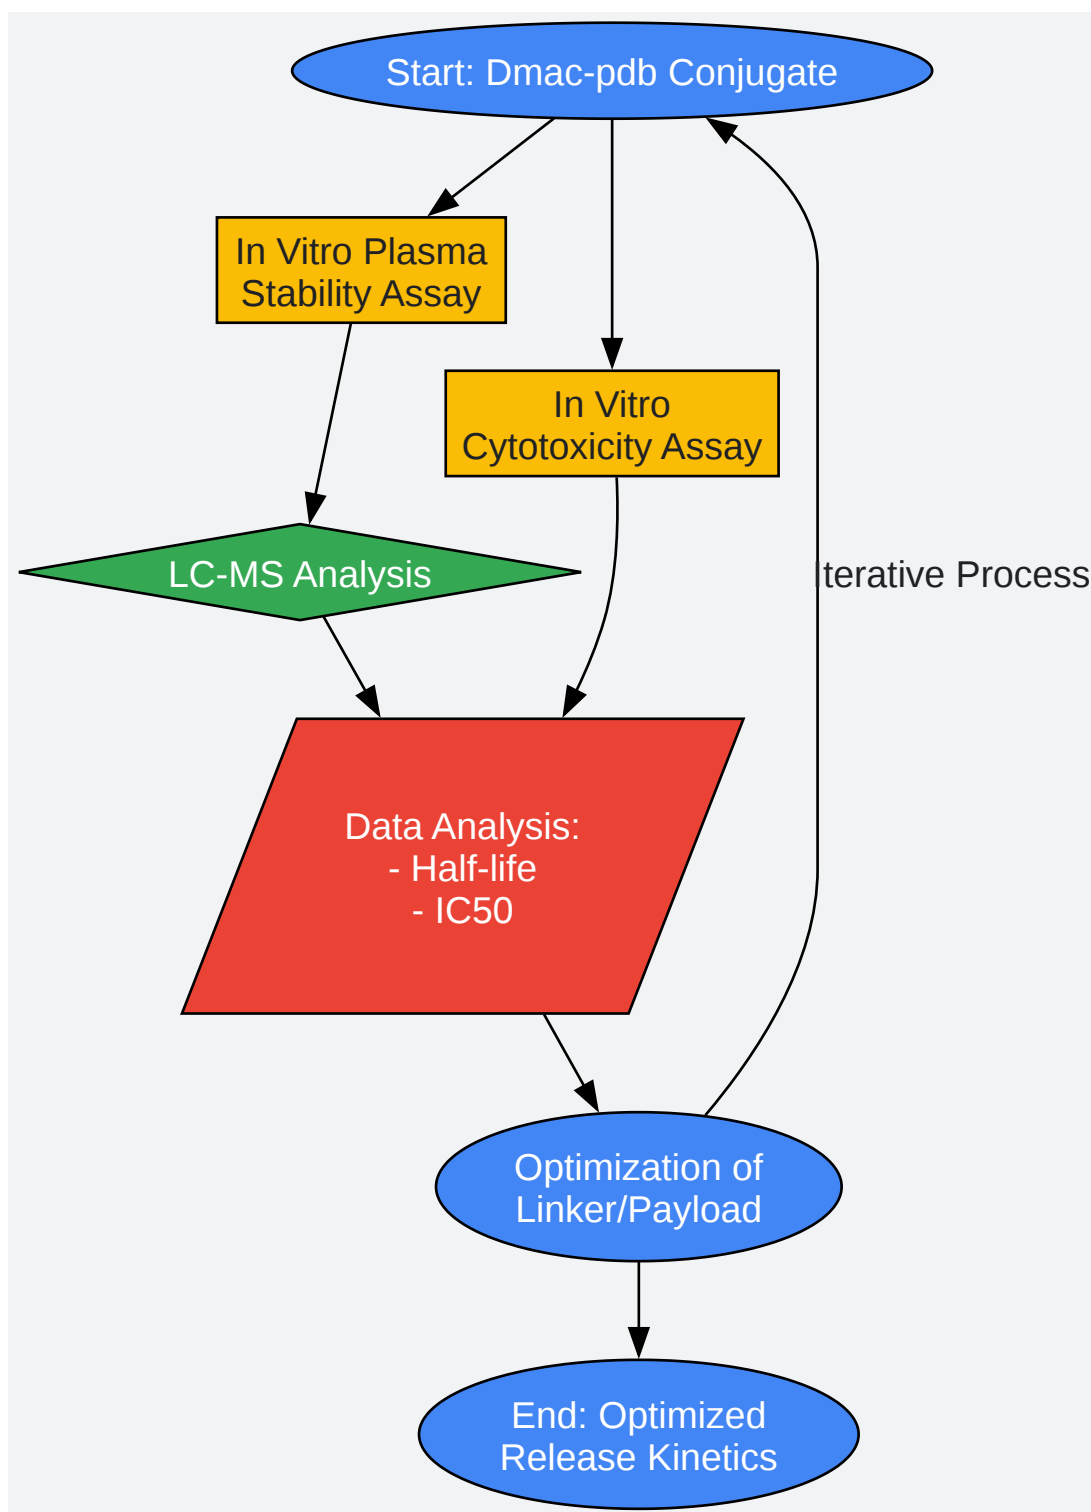 Start: Dmac-pdb Conjugate
In Vitro Plasma
Stability Assay
In Vitro
Cytotoxicity Assay
LC-MS Analysis
Iterative Process
Data Analysis:
- Half-life
- IC50
Optimization of
Linker/Payload
End: Optimized
Release Kinetics